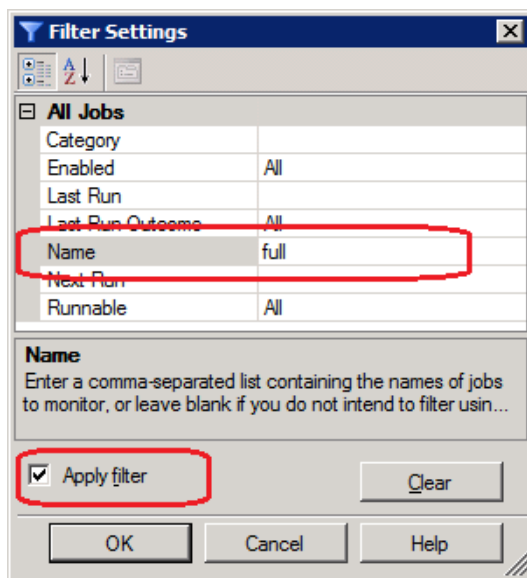 Filter Settings
All Jobs
Category
Enabled All
Last Run
Last Run Outcome All
Name full
Next Run
Runnable All
Name
Enter a comma-separated list containing the names of jobs
to monitor, or leave blank if you do not intend to filter usin...
Apply filter
Clear
OK Cancel Help